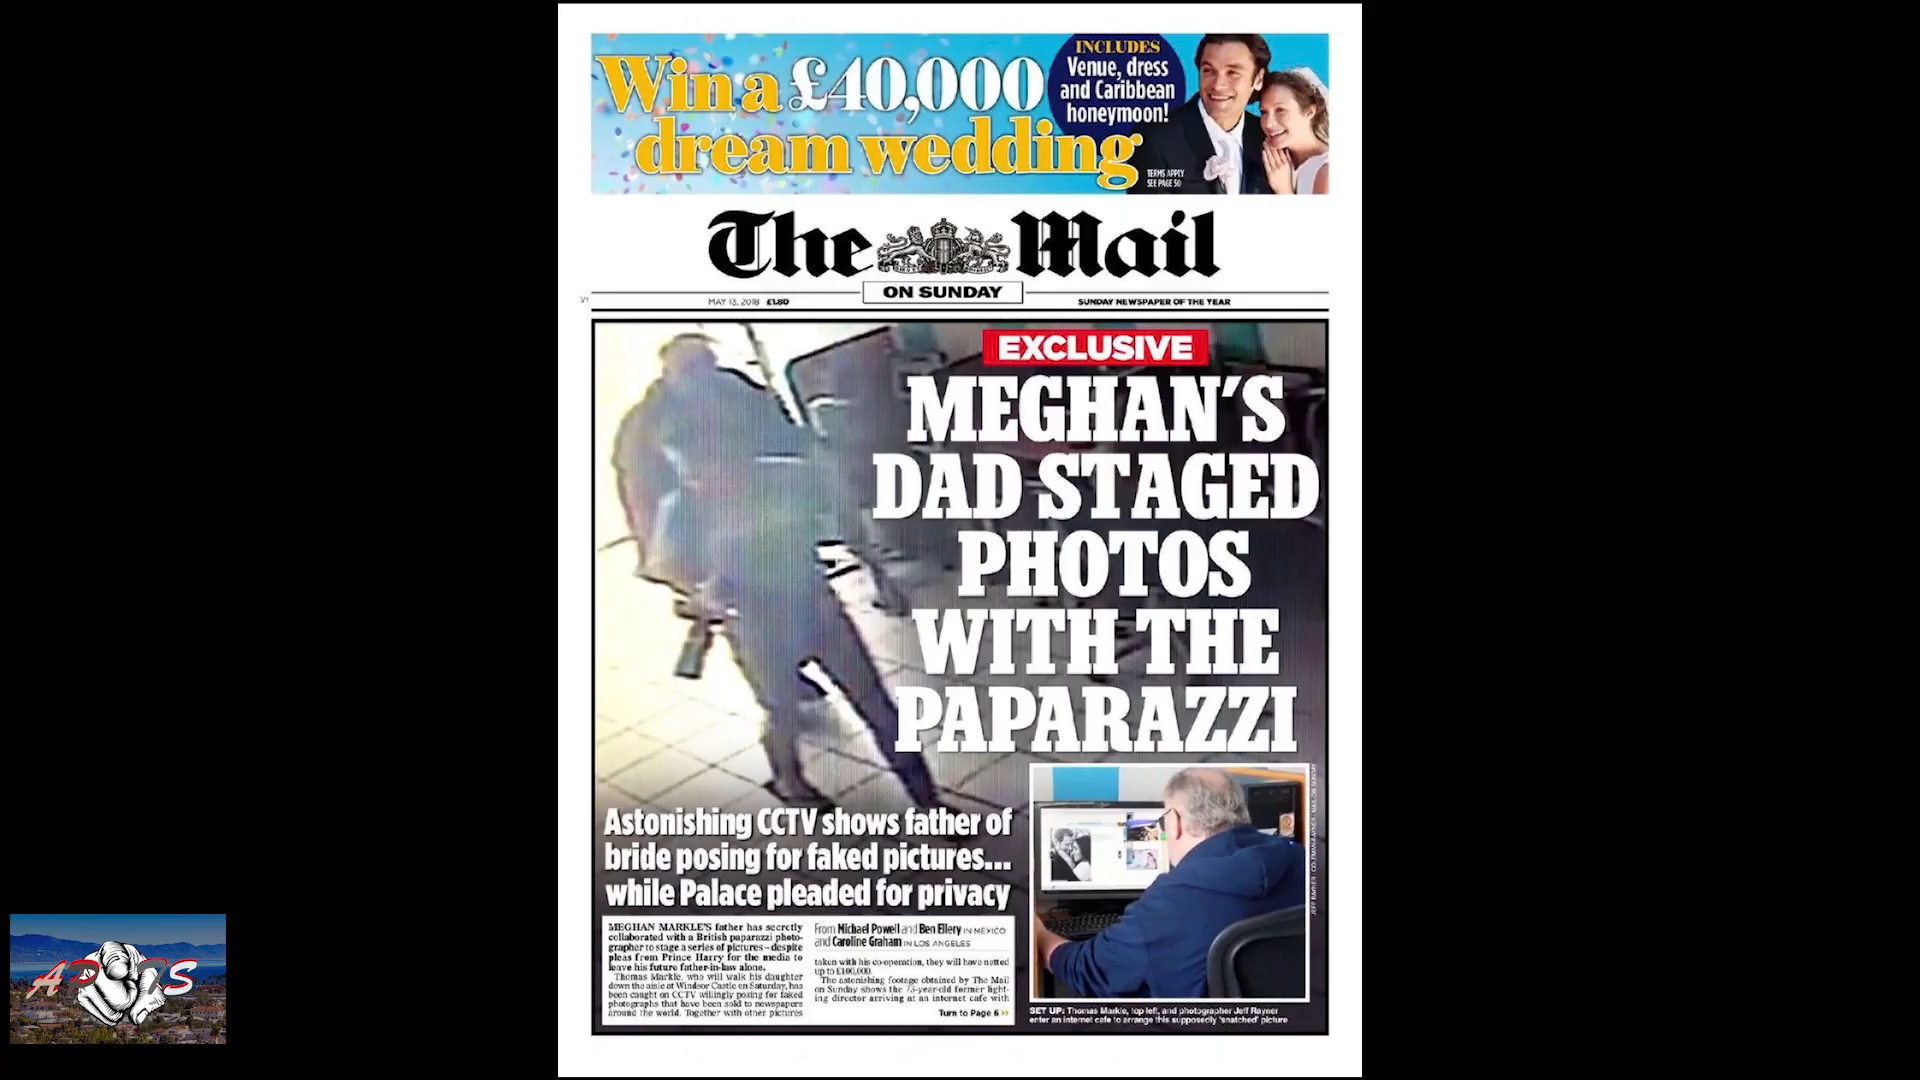 Win a £40,000
dream wedding
INCLUDES
Venue, dress
and Caribbean
honeymoon!
TERMS APPLY
SEE PAGE 50
The Mail
ON SUNDAY
V1
MAY 13, 2018 £1.80
SUNDAY NEWSPAPER OF THE YEAR
EXCLUSIVE
MEGHAN'S
DAD STAGED
PHOTOS
WITH THE
PAPARAZZI
Astonishing CCTV shows father of
bride posing for faked pictures...
while Palace pleaded for privacy
MEGHAN MARKLE'S father has secretly
collaborated with a British paparazzi photo-
grapher to stage a series of pictures – despite
pleas from Prince Harry for the media to
leave his future father-in-law alone.
Thomas Markle, who will walk his daughter
down the aisle at Windsor Castle on Saturday, has
been caught on CCTV willingly posing for faked
photographs that have been sold to newspapers
around the world. Together with other pictures
From Michael Powell and Ben Ellery IN MEXICO
and Caroline Graham IN LOS ANGELES
taken with his co-operation, they will have netted
up to £100,000.
The astonishing footage obtained by The Mail
on Sunday shows the 73-year-old former light-
ing director arriving at an internet cafe with
Turn to Page 6 »
SET UP: Thomas Markle, top left, and photographer Jeff Rayner
enter an internet cafe to arrange this supposedly 'snatched' picture